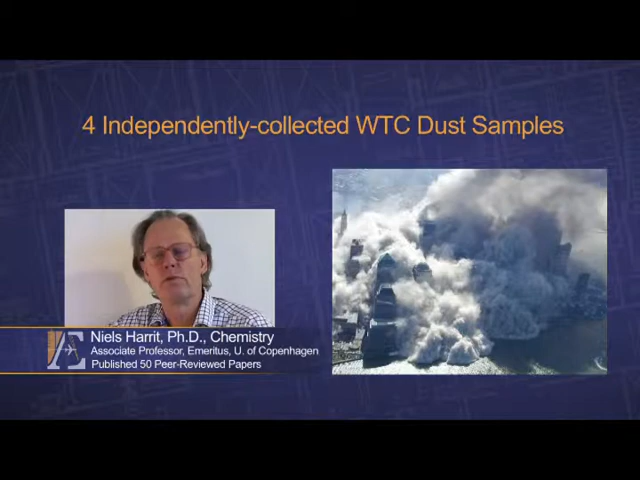 4 Independently-collected WTC Dust Samples
Niels Harrit, Ph.D., Chemistry
Associate Professor, Emeritus, U. of Copenhagen
Published 50 Peer-Reviewed Papers